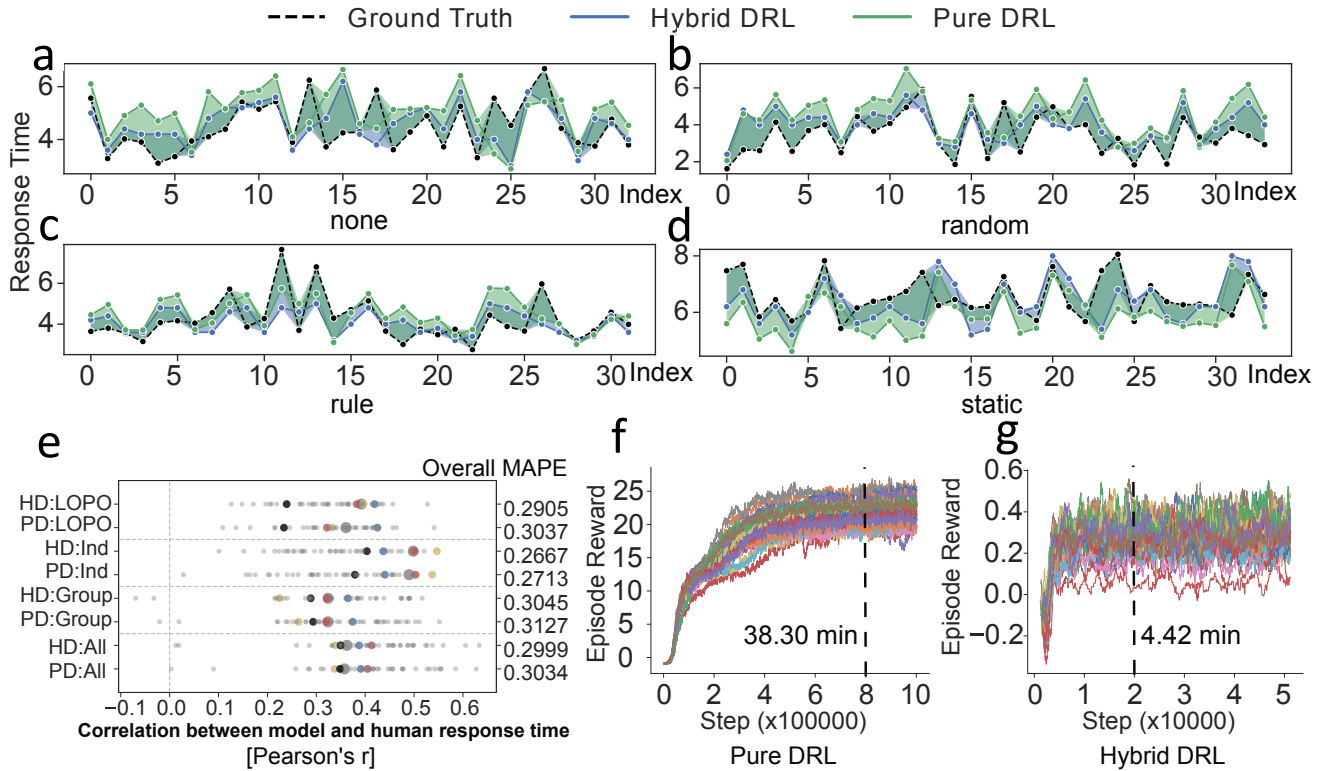 Ground Truth Hybrid DRL Pure DRL
a b
Response Time
6
4
0 5 10 15 20 25 30 Index
none
6
4
2
0 5 10 15 20 25 30 Index
random
c d
6
4
0 5 10 15 20 25 30 Index
rule
8
6
0 5 10 15 20 25 30 Index
static
e f g
Overall MAPE
HD:LOPO 0.2905
PD:LOPO 0.3037
HD:Ind 0.2667
PD:Ind 0.2713
HD:Group 0.3045
PD:Group 0.3127
HD:All 0.2999
PD:All 0.3034
−0.1 0.0 0.1 0.2 0.3 0.4 0.5 0.6
Correlation between model and human response time
[Pearson's r]
Episode Reward
25
20
15
10
5
0
38.30 min
0 2 4 6 8 10
Step (x100000)
Pure DRL
Episode Reward
0.6
0.4
0.2
0.0
−0.2
4.42 min
0 1 2 3 4 5
Step (x10000)
Hybrid DRL